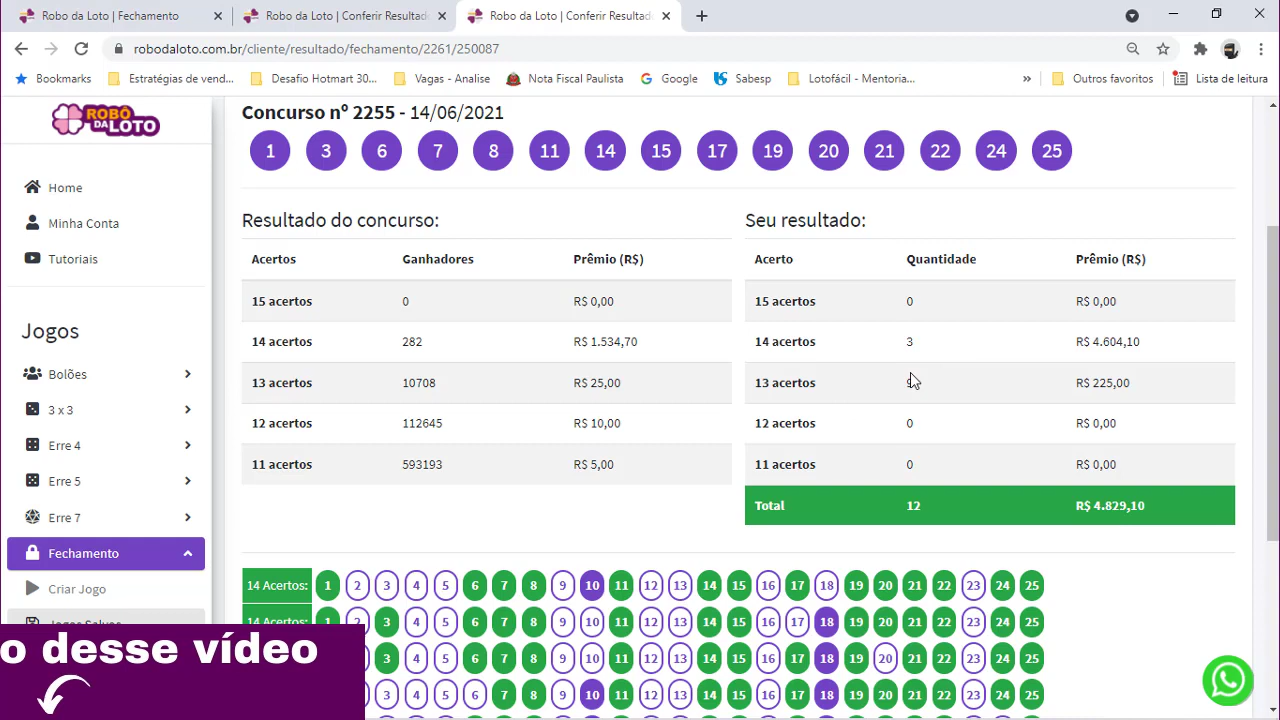 Robo da Loto | Fechamento
Robo da Loto | Conferir Resultad
Robo da Loto | Conferir Resultad
robodaloto.com.br/cliente/resultado/fechamento/2261/250087
Bookmarks
Estratégias de vend...
Desafio Hotmart 30...
Vagas - Analise
Nota Fiscal Paulista
Google
Sabesp
Lotofácil - Mentoria...
»
Outros favoritos
Lista de leitura
ROBÔ DA LOTO
Home
Minha Conta
Tutoriais
Jogos
Bolões
3 x 3
Erre 4
Erre 5
Erre 7
Fechamento
Criar Jogo
Concurso nº 2255 - 14/06/2021
1 3 6 7 8 11 14 15 17 19 20 21 22 24 25
Resultado do concurso:
Acertos Ganhadores Prêmio (R$)
15 acertos 0 R$ 0,00
14 acertos 282 R$ 1.534,70
13 acertos 10708 R$ 25,00
12 acertos 112645 R$ 10,00
11 acertos 593193 R$ 5,00
Seu resultado:
Acerto Quantidade Prêmio (R$)
15 acertos 0 R$ 0,00
14 acertos 3 R$ 4.604,10
13 acertos R$ 225,00
12 acertos 0 R$ 0,00
11 acertos 0 R$ 0,00
Total 12 R$ 4.829,10
14 Acertos: 1 2 3 4 5 6 7 8 9 10 11 12 13 14 15 16 17 18 19 20 21 22 23 24 25
14 Acertos: 1 2 3 4 5 6 7 8 9 10 11 12 13 14 15 16 17 18 19 20 21 22 23 24 25
3 4 5 6 7 8 9 10 11 12 13 14 15 16 17 18 19 20 21 22 23 24 25
3 4 5 6 7 8 9 10 11 12 13 14 15 16 17 18 19 20 21 22 23 24 25
o desse vídeo